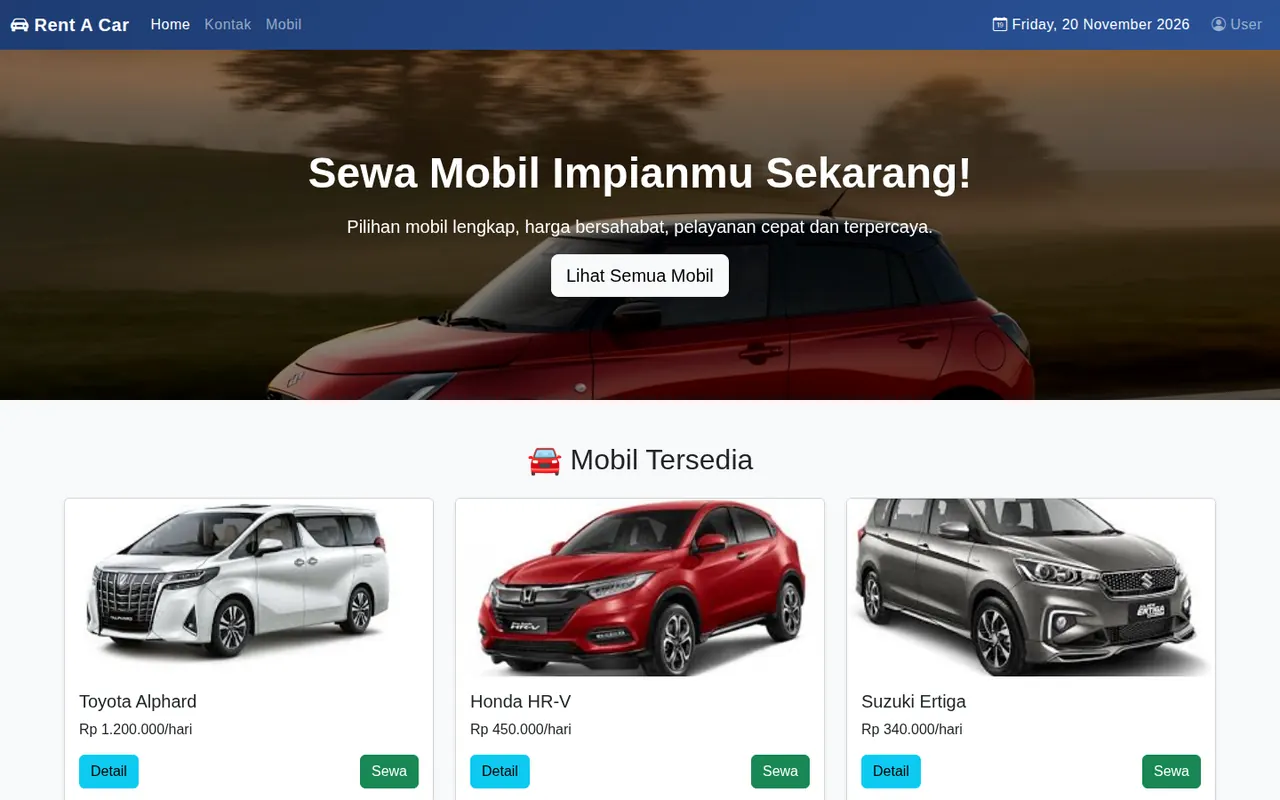 Rent A Car Home Kontak Mobil Friday, 20 November 2026 User
Sewa Mobil Impianmu Sekarang!
Pilihan mobil lengkap, harga bersahabat, pelayanan cepat dan terpercaya.
Lihat Semua Mobil
Mobil Tersedia
HR-V
ERTIGA
Toyota Alphard
Rp 1.200.000/hari
Detail Sewa
Honda HR-V
Rp 450.000/hari
Detail Sewa
Suzuki Ertiga
Rp 340.000/hari
Detail Sewa